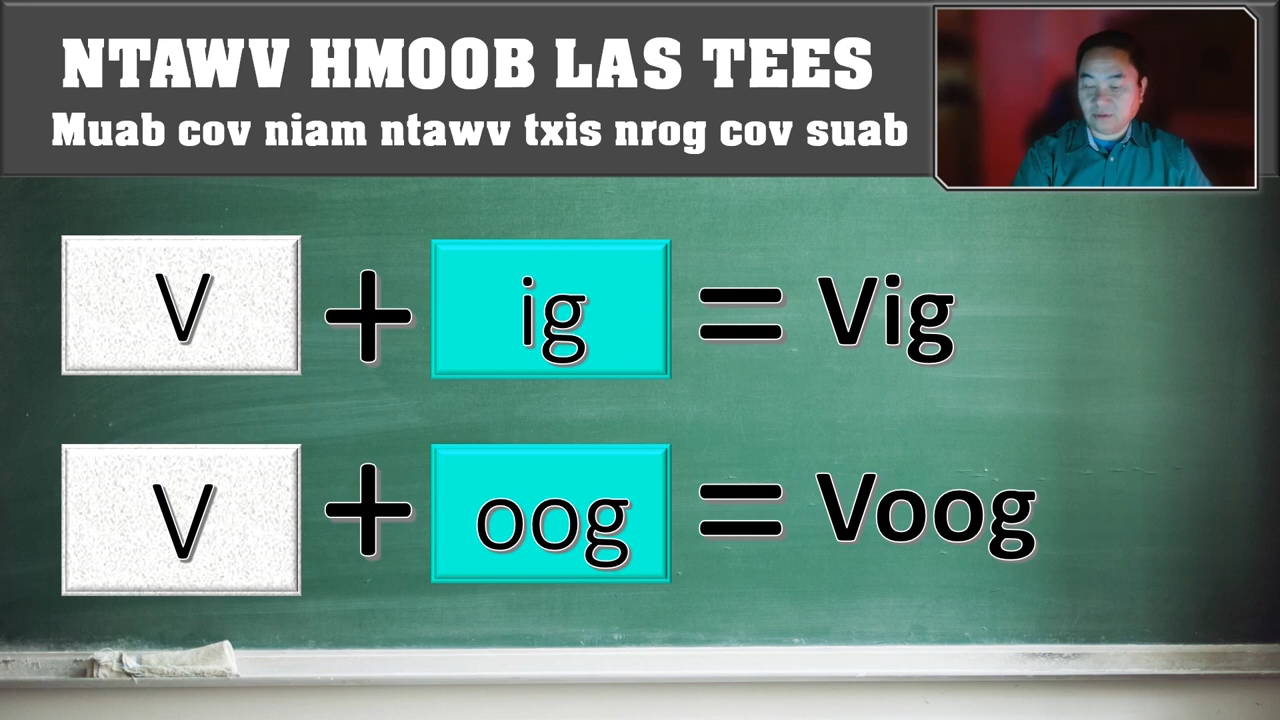 NTAWV HMOOB LAS TEES
Muab cov niam ntawv txis nrog cov suab
V + ig = Vig
V + oog = Voog